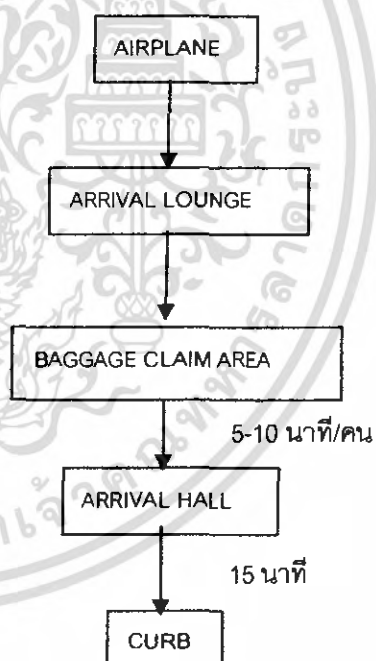 AIRPLANE
ARRIVAL LOUNGE
BAGGAGE CLAIM AREA
5-10 นาที/คน
ARRIVAL HALL
15 นาที
CURB